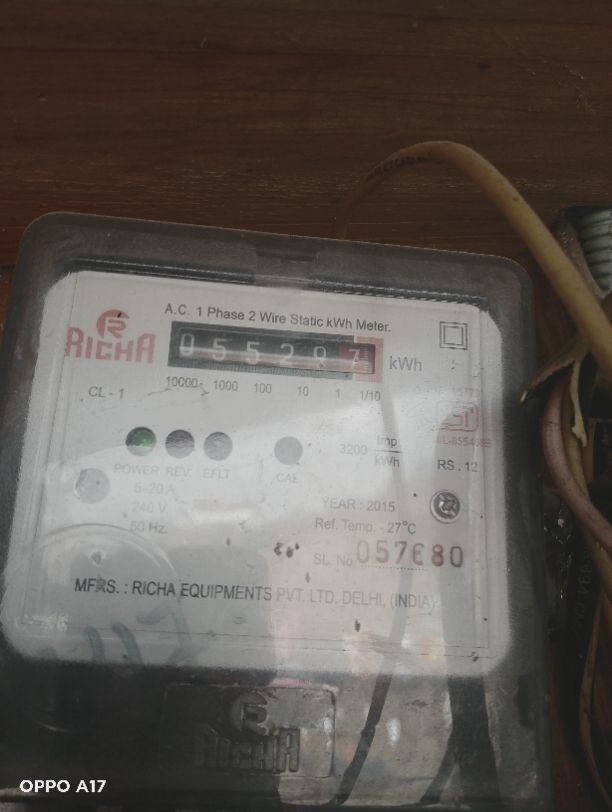 A.C. 1 Phase 2 Wire Static kWh Meter.
RICHA
055297 kWh
10000 1000 100 10 1 1/10
CL - 1
POWER REV. EFLT CAL
3200 Imp/kWh
RS. 12
5-20 A
240 V
50 Hz.
YEAR : 2015
Ref. Temp. - 27°C
SL. No. 057680
MFRS. : RICHA EQUIPMENTS PVT. LTD. DELHI, (INDIA)
RICHA
OPPO A17